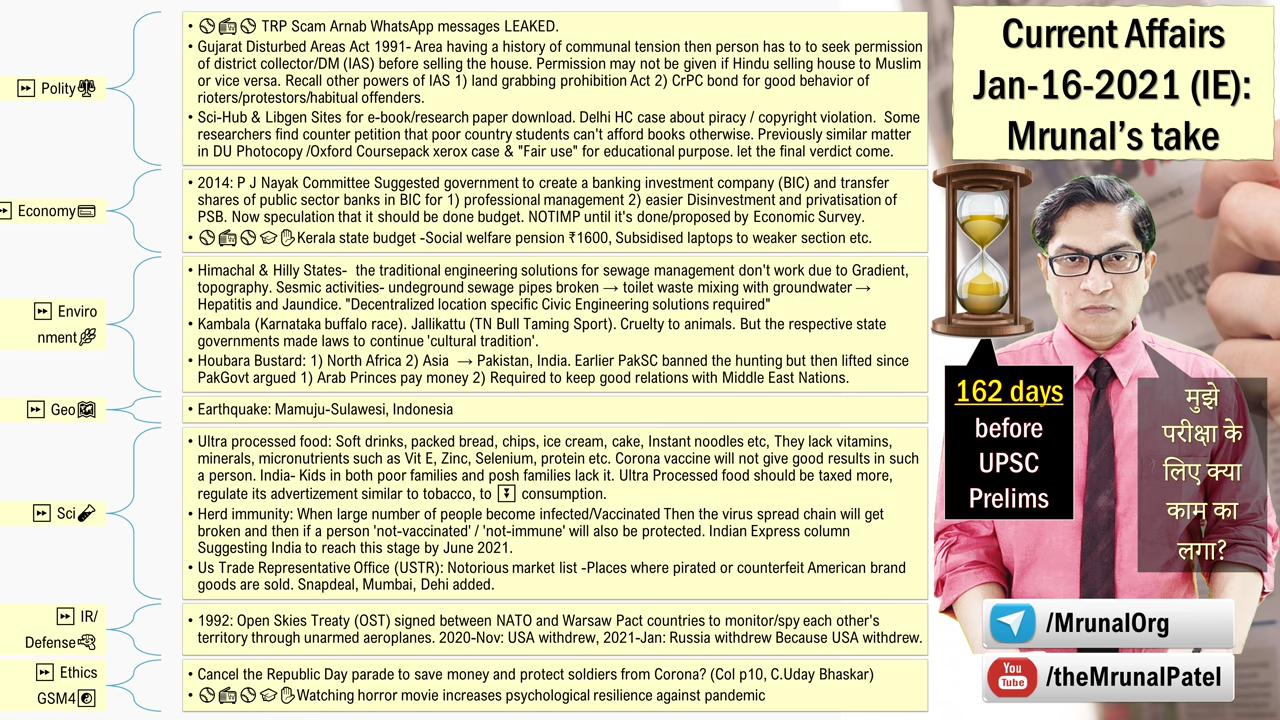 Current Affairs
Jan-16-2021 (IE):
Mrunal's take
Polity
• TRP Scam Arnab WhatsApp messages LEAKED.
• Gujarat Disturbed Areas Act 1991- Area having a history of communal tension then person has to to seek permission
of district collector/DM (IAS) before selling the house. Permission may not be given if Hindu selling house to Muslim
or vice versa. Recall other powers of IAS 1) land grabbing prohibition Act 2) CrPC bond for good behavior of
rioters/protestors/habitual offenders.
• Sci-Hub & Libgen Sites for e-book/research paper download. Delhi HC case about piracy / copyright violation. Some
researchers find counter petition that poor country students can't afford books otherwise. Previously similar matter
in DU Photocopy /Oxford Coursepack xerox case & "Fair use" for educational purpose. let the final verdict come.
Economy
• 2014: P J Nayak Committee Suggested government to create a banking investment company (BIC) and transfer
shares of public sector banks in BIC for 1) professional management 2) easier Disinvestment and privatisation of
PSB. Now speculation that it should be done budget. NOTIMP until it's done/proposed by Economic Survey.
• Kerala state budget -Social welfare pension ₹1600, Subsidised laptops to weaker section etc.
Enviro
nment
• Himachal & Hilly States- the traditional engineering solutions for sewage management don't work due to Gradient,
topography. Sesmic activities- undeground sewage pipes broken → toilet waste mixing with groundwater →
Hepatitis and Jaundice. "Decentralized location specific Civic Engineering solutions required"
• Kambala (Karnataka buffalo race). Jallikattu (TN Bull Taming Sport). Cruelty to animals. But the respective state
governments made laws to continue 'cultural tradition'.
• Houbara Bustard: 1) North Africa 2) Asia → Pakistan, India. Earlier PakSC banned the hunting but then lifted since
PakGovt argued 1) Arab Princes pay money 2) Required to keep good relations with Middle East Nations.
Geo
• Earthquake: Mamuju-Sulawesi, Indonesia
Sci
• Ultra processed food: Soft drinks, packed bred, chips, ice cream, cake, Instant noodles etc, They lack vitamins,
minerals, micronutrients such as Vit E, Zinc, Selenium, protein etc. Corona vaccine will not give good results in such
a person. India- Kids in both poor families and posh families lack it. Ultra Processed food should be taxed more,
regulate its advertizement similar to tobacco, to consumption.
• Herd immunity: When large number of people become infected/Vaccinated Then the virus spread chain will get
broken and then if a person 'not-vaccinated' / 'not-immune' will also be protected. Indian Express column
Suggesting India to reach this stage by June 2021.
• Us Trade Representative Office (USTR): Notorious market list -Places where pirated or counterfeit American brand
goods are sold. Snapdeal, Mumbai, Dehi added.
IR/
Defense
• 1992: Open Skies Treaty (OST) signed between NATO and Warsaw Pact countries to monitor/spy each other's
territory through unarmed aeroplanes. 2020-Nov: USA withdrew, 2021-Jan: Russia withdrew Because USA withdrew.
Ethics
GSM4
• Cancel the Republic Day parade to save money and protect soldiers from Corona? (Col p10, C.Uday Bhaskar)
• Watching horror movie increases psychological resilience against pandemic
162 days
before
UPSC
Prelims
मुझे
परीक्षा के
लिए क्या
काम का
लगा?
/MrunalOrg
You
Tube
/theMrunalPatel